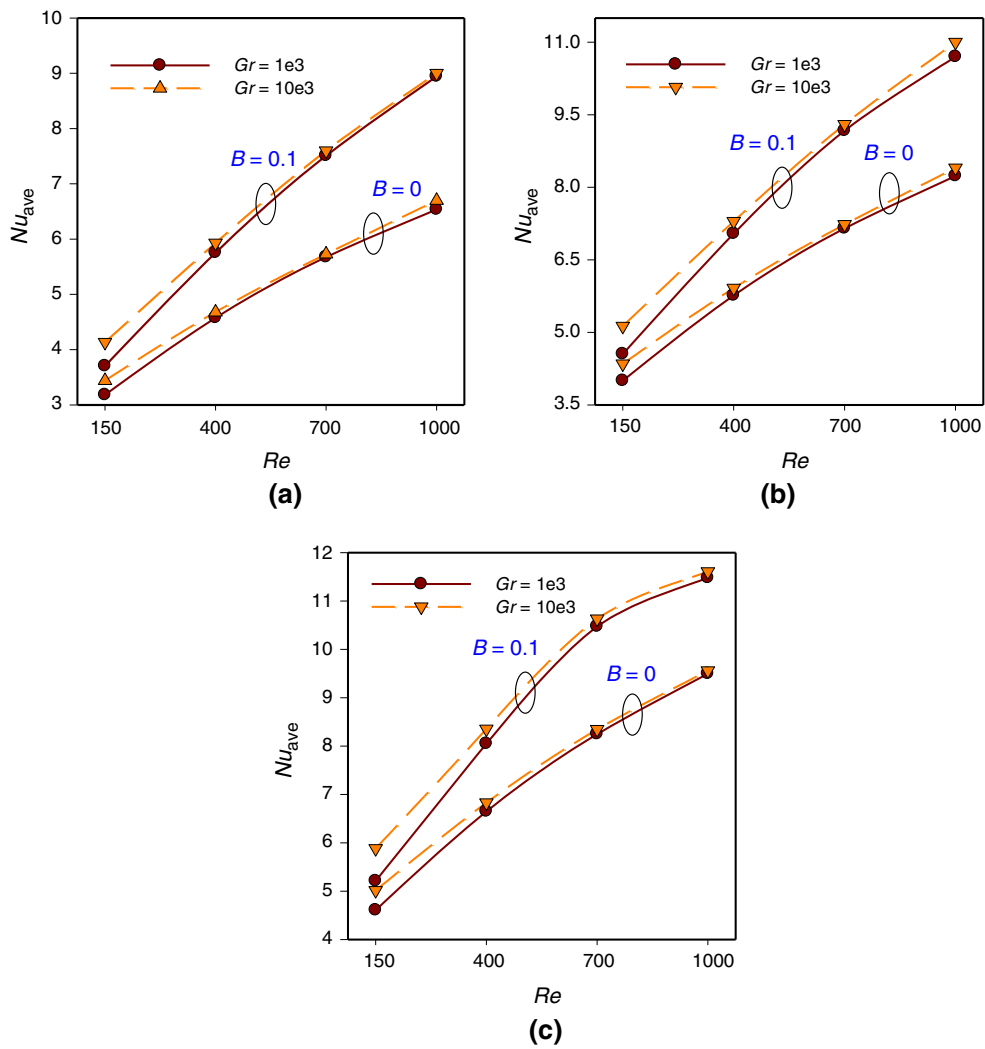 10
9
8
7
6
5
4
3
Nu_ave
Gr = 1e3
Gr = 10e3
B = 0.1
B = 0
150 400 700 1000
Re
(a)
11.0
9.5
8.0
6.5
5.0
3.5
Nu_ave
Gr = 1e3
Gr = 10e3
B = 0.1
B = 0
150 400 700 1000
Re
(b)
12
11
10
9
8
7
6
5
4
Nu_ave
Gr = 1e3
Gr = 10e3
B = 0.1
B = 0
150 400 700 1000
Re
(c)